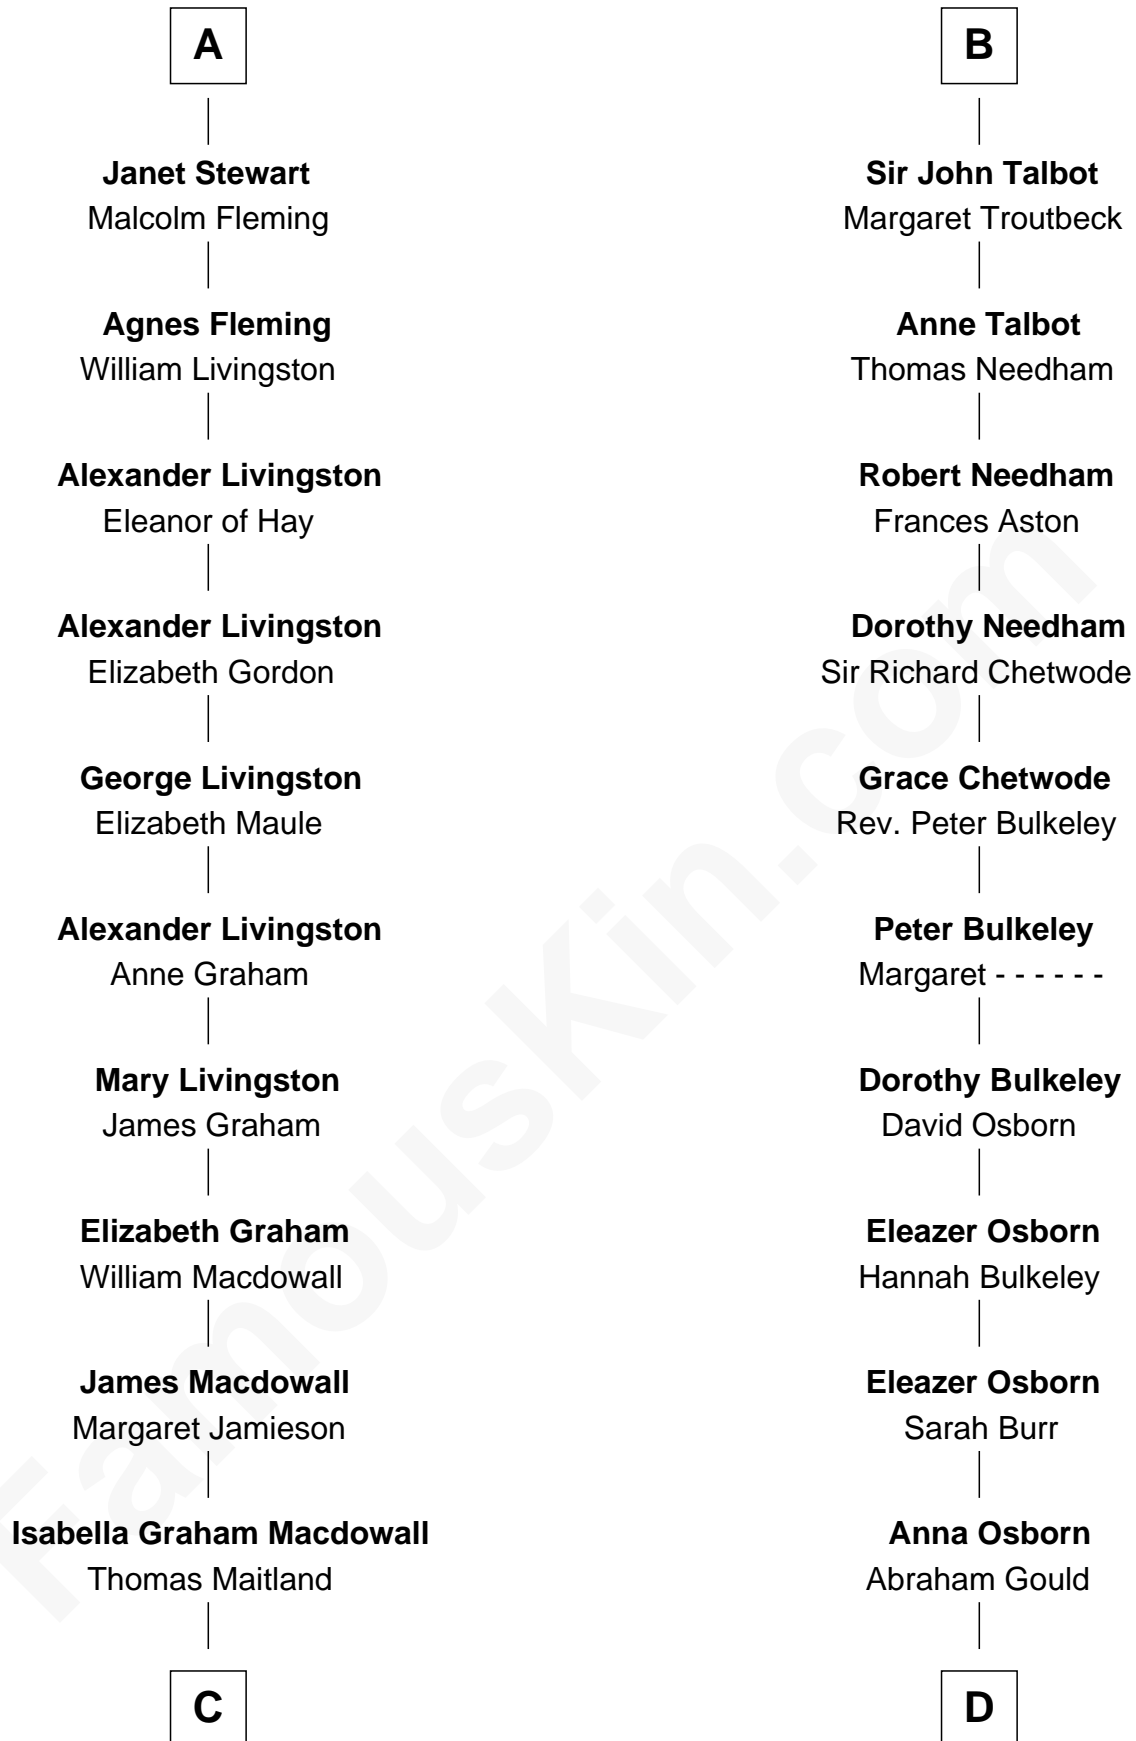 A
Janet Stewart
Malcolm Fleming
Agnes Fleming
William Livingston
Alexander Livingston
Eleanor of Hay
Alexander Livingston
Elizabeth Gordon
George Livingston
Elizabeth Maule
Alexander Livingston
Anne Graham
Mary Livingston
James Graham
Elizabeth Graham
William Macdowall
James Macdowall
Margaret Jamieson
Isabella Graham Macdowall
Thomas Maitland
C
B
Sir John Talbot
Margaret Troutbeck
Anne Talbot
Thomas Needham
Robert Needham
Frances Aston
Dorothy Needham
Sir Richard Chetwode
Grace Chetwode
Rev. Peter Bulkeley
Peter Bulkeley
Margaret - - - - - -
Dorothy Bulkeley
David Osborn
Eleazer Osborn
Hannah Bulkeley
Eleazer Osborn
Sarah Burr
Anna Osborn
Abraham Gould
D
FamousKin.com